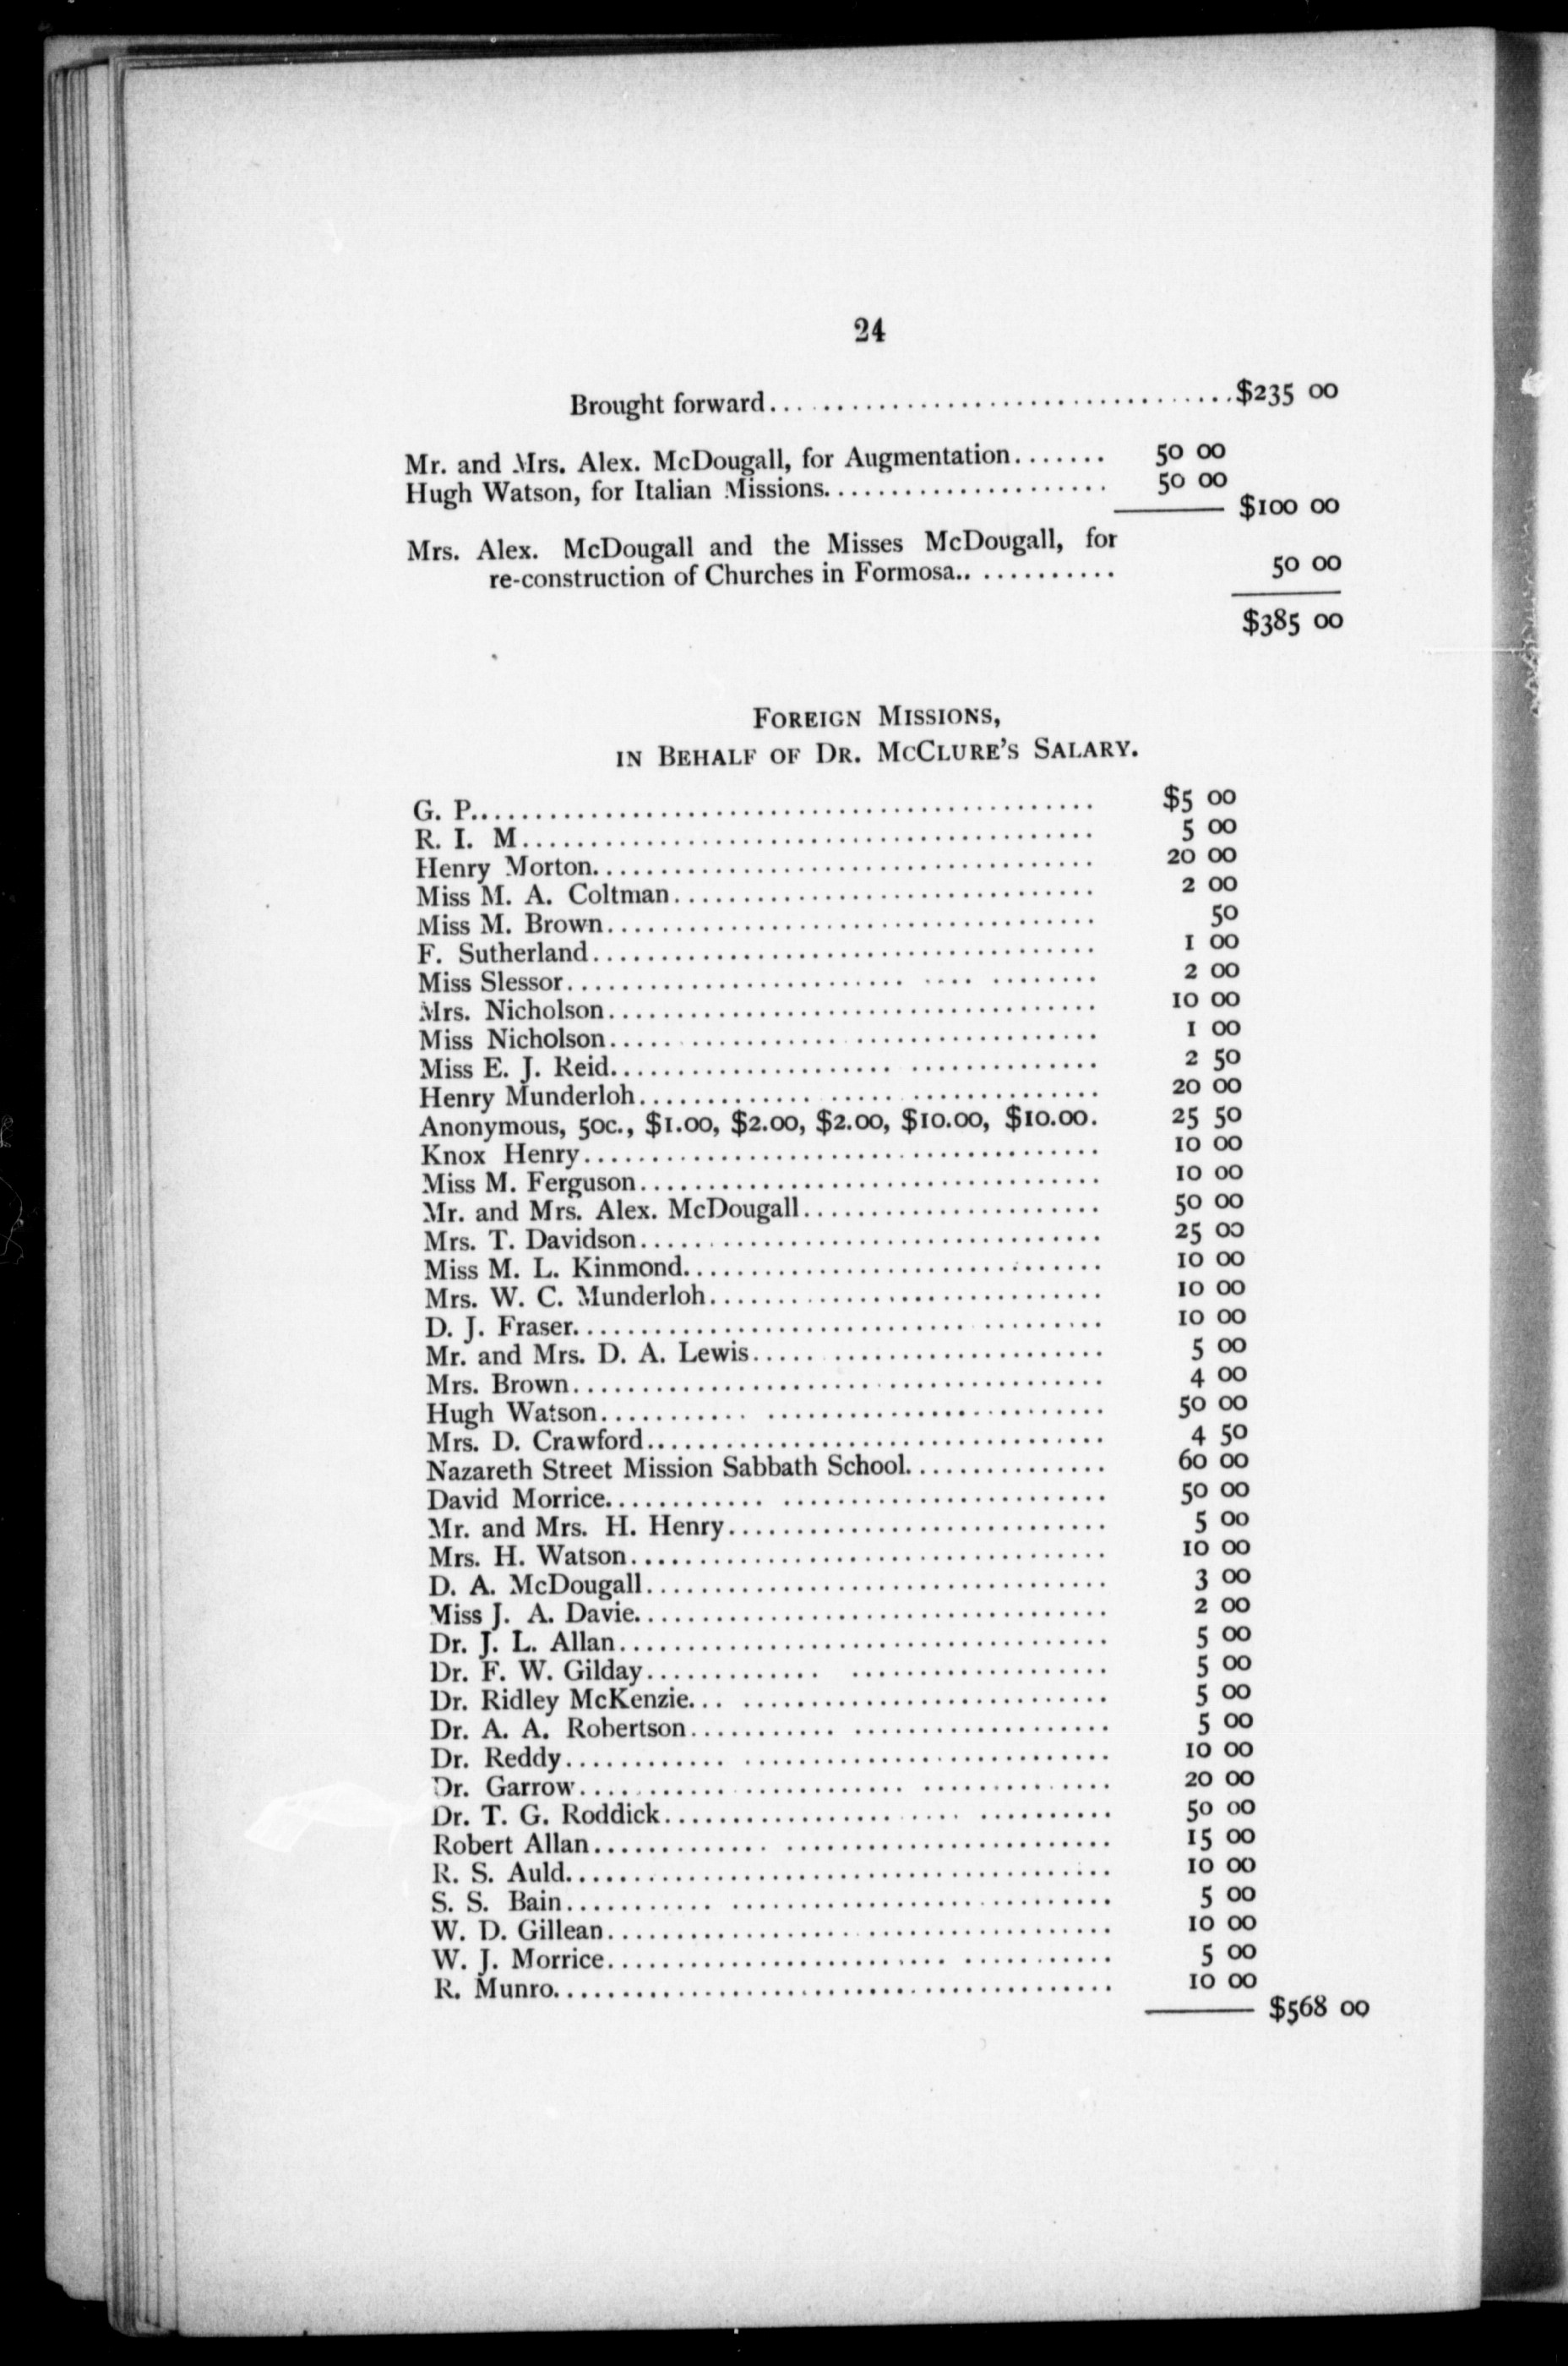 24
Brought forward.................................$235 00
Mr. and Mrs. Alex. McDougall, for Augmentation....... 50 00
Hugh Watson, for Italian Missions..................... 50 00
$100 00
Mrs. Alex. McDougall and the Misses McDougall, for
re-construction of Churches in Formosa............ 50 00
$385 00
FOREIGN MISSIONS,
IN BEHALF OF DR. MCCLURE'S SALARY.
G. P............................................. $5 00
R. I. M.......................................... 5 00
Henry Morton..................................... 20 00
Miss M. A. Coltman............................... 2 00
Miss M. Brown.................................... 50
F. Sutherland.................................... 1 00
Miss Slessor..................................... 2 00
Mrs. Nicholson................................... 10 00
Miss Nicholson................................... 1 00
Miss E. J. Reid.................................. 2 50
Henry Munderloh.................................. 20 00
Anonymous, 50c., $1.00, $2.00, $2.00, $10.00, $10.00. 25 50
Knox Henry....................................... 10 00
Miss M. Ferguson................................. 10 00
Mr. and Mrs. Alex. McDougall..................... 50 00
Mrs. T. Davidson................................. 25 00
Miss M. L. Kinmond............................... 10 00
Mrs. W. C. Munderloh............................. 10 00
D. J. Fraser..................................... 10 00
Mr. and Mrs. D. A. Lewis......................... 5 00
Mrs. Brown....................................... 4 00
Hugh Watson...................................... 50 00
Mrs. D. Crawford................................. 4 50
Nazareth Street Mission Sabbath School............... 60 00
David Morrice.................................... 50 00
Mr. and Mrs. H. Henry............................ 5 00
Mrs. H. Watson................................... 10 00
D. A. McDougall.................................. 3 00
Miss J. A. Davie................................. 2 00
Dr. J. L. Allan.................................. 5 00
Dr. F. W. Gilday................................. 5 00
Dr. Ridley McKenzie.............................. 5 00
Dr. A. A. Robertson.............................. 5 00
Dr. Reddy........................................ 10 00
Dr. Garrow....................................... 20 00
Dr. T. G. Roddick................................ 50 00
Robert Allan..................................... 15 00
R. S. Auld....................................... 10 00
S. S. Bain....................................... 5 00
W. D. Gillean.................................... 10 00
W. J. Morrice.................................... 5 00
R. Munro......................................... 10 00
$568 00